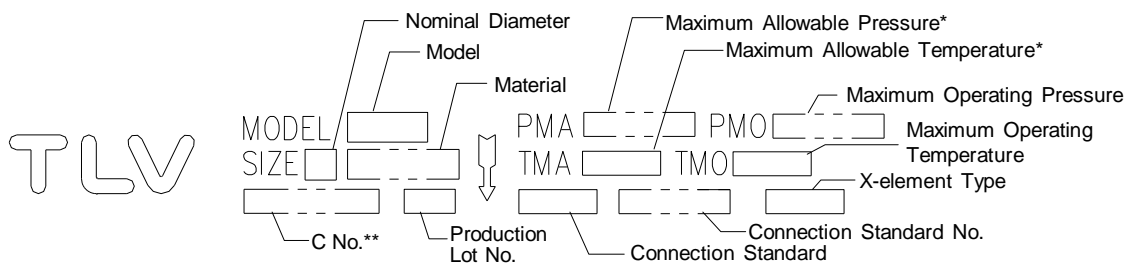 Nominal Diameter
Maximum Allowable Pressure*
Model
Maximum Allowable Temperature*
Material
Maximum Operating Pressure
TLV
MODEL
PMA
PMO
Maximum Operating
Temperature
SIZE
TMA
TMO
X-element Type
C No.**
Production
Lot No.
Connection Standard No.
Connection Standard